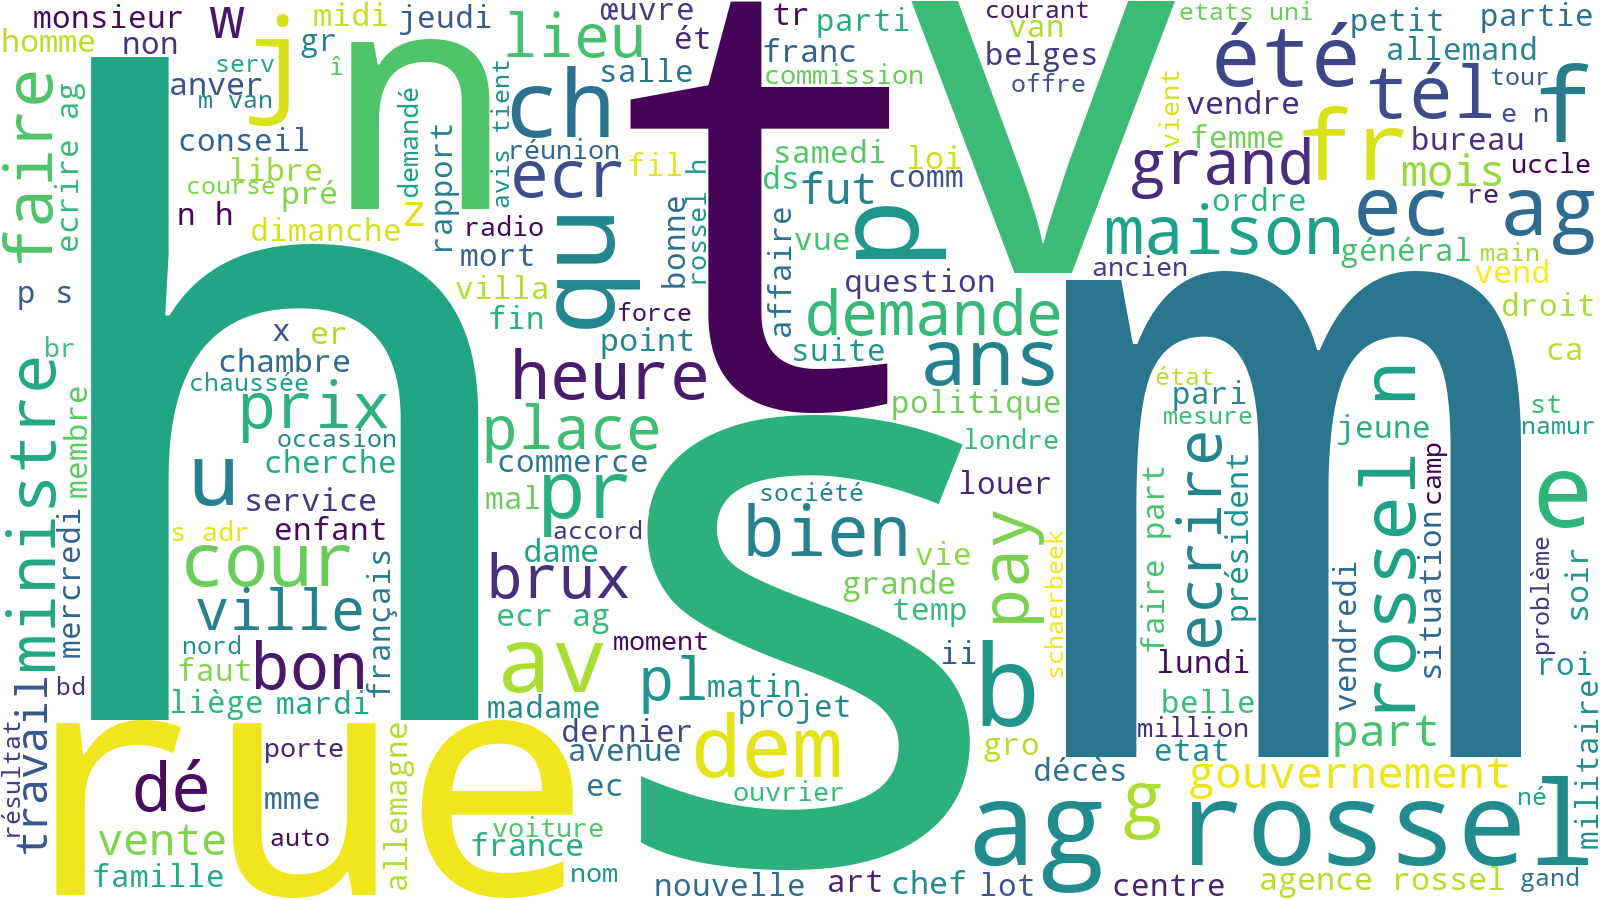 monsieur
w
j
midi
jeudi
œuvre
tr
parti
courant
etats uni
petit
partie
homme
non
gr
n
lieu
ét
franc
van
v
été
allemand
serv
î
salle
t
commission
belges
tél
tour
f
anver
m van
ch
offre
vendre
e n
faire
ecrire ag
h
conseil
demandé
rapport
avis tient
réunion
ecr
fil
samedi
loi
vient
femme
fr
bureau
libre
course
pré
z
rossel h
ds
fut
comm
grand
mois
uccle
n h
dimanche
radio
qu
bonne
affaire
vue
p
maison
ordre
re
ec ag
mort
question
ancien
général
main
p s
villa
force
demande
m
vend
droit
x
er
fin
point
suite
ans
br
chambre
heure
état
ca
ministre
chaussée
prix
politique
pari
n
st
membre
occasion
place
s
londre
mesure
jeune
namur
cherche
commerce
ecrire
rossel
camp
u
service
mal
pr
société
louer
faire part
président
situation
e
mercredi
s adr
enfant
accord
bien
pay
schaerbeek
problème
cour
français
dame
vie
vendredi
soir
brux
grande
ville
ecr ag
temp
nord
av
moment
ii
b
lundi
roi
travail
faut
bon
pl
matin
belle
militaire
bd
liège
mardi
madame
projet
million
part
résultat
rue
porte
allemagne
dernier
dem
gro
etat
dé
avenue
décès
gouvernement
mme
ec
ouvrier
ag
g
rossel
né
vente
auto
voiture
france
famille
nom
nouvelle
art
chef
lot
centre
agence rossel
gand